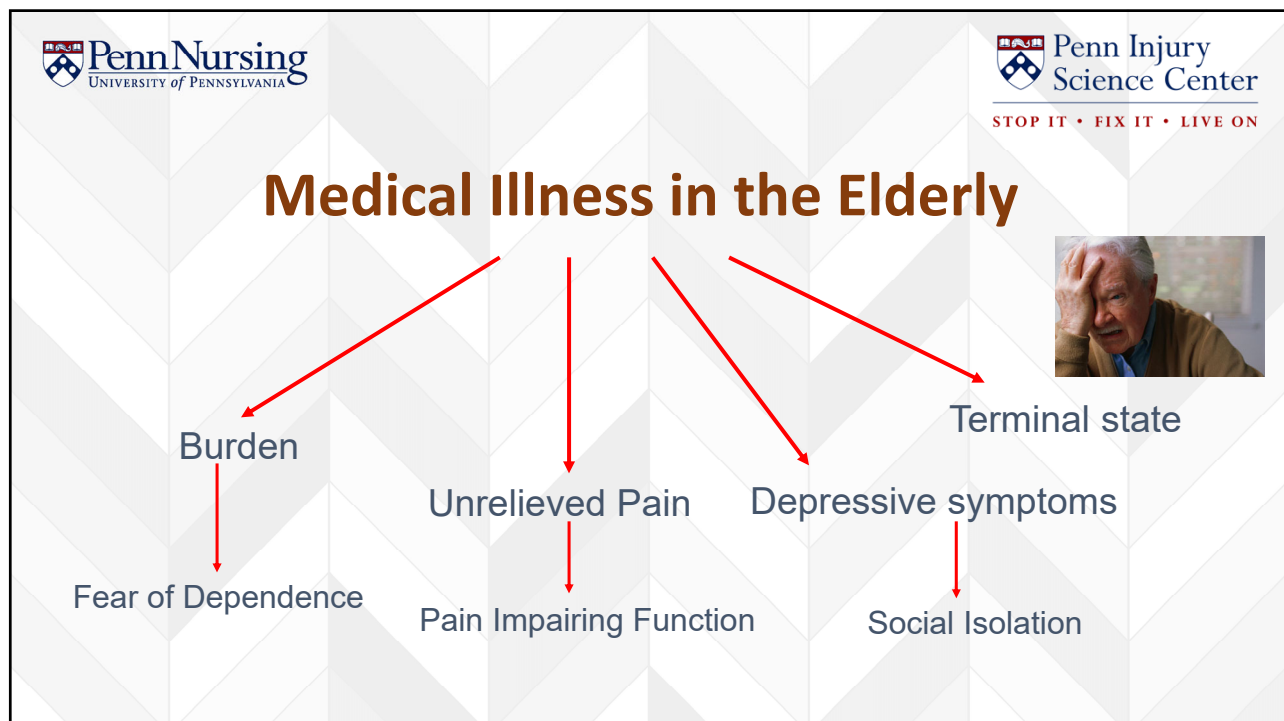 Penn Nursing
UNIVERSITY of PENNSYLVANIA
Penn Injury
Science Center
STOP IT • FIX IT • LIVE ON
Medical Illness in the Elderly
Burden
Unrelieved Pain
Depressive symptoms
Terminal state
Fear of Dependence
Pain Impairing Function
Social Isolation